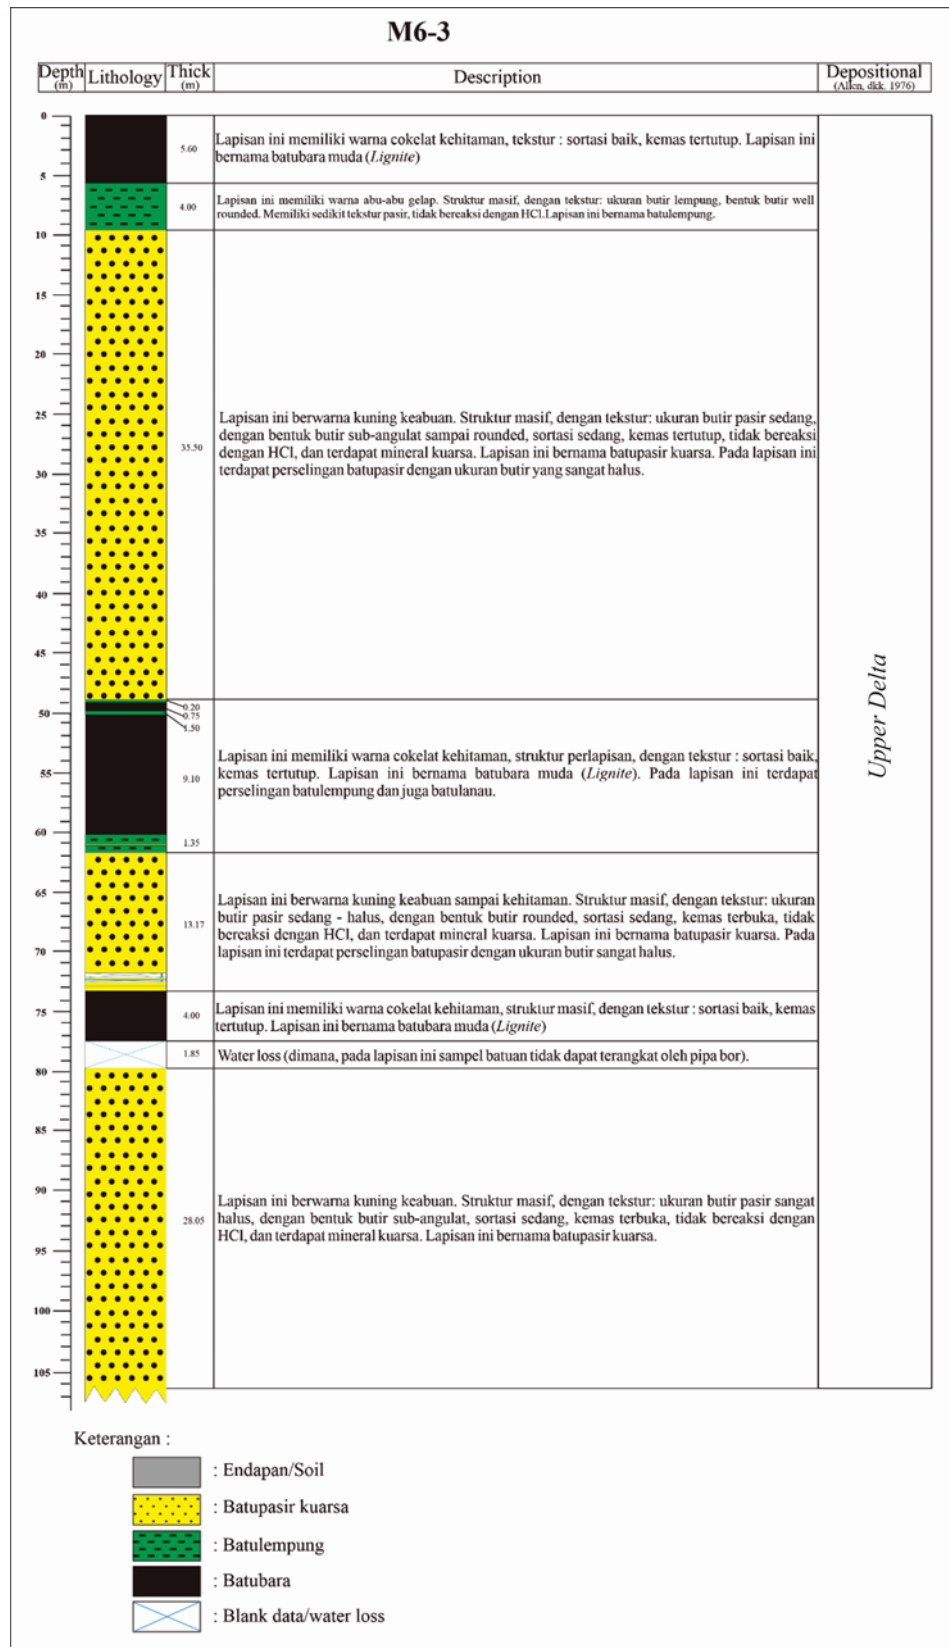 M6-3
Depth Lithology Thick Description Depositional
(m) (m) (Allen, dkk. 1976)
0
5.60
Lapisan ini memiliki warna cokelat kehitaman, tekstur : sortasi baik, kemas tertutup. Lapisan ini
bernama batubara muda (Lignite)
5
4.00
Lapisan ini memiliki warna abu-abu gelap. Struktur masif, dengan tekstur: ukuran butir lempung, bentuk butir well
rounded. Memiliki sedikit tekstur pasir, tidak bereaksi dengan HCl.Lapisan ini bernama batulempung.
10
15
20
25
30
35
40
45
35.50
Lapisan ini berwarna kuning keabuan. Struktur masif, dengan tekstur: ukuran butir pasir sedang,
dengan bentuk butir sub-angulat sampai rounded, sortasi sedang, kemas tertutup, tidak bereaksi
dengan HCl, dan terdapat mineral kuarsa. Lapisan ini bernama batupasir kuarsa. Pada lapisan ini
terdapat perselingan batupasir dengan ukuran butir yang sangat halus.
Upper Delta
0.20
50
0.75
1.50
55
9.10
60
1.35
Lapisan ini memiliki warna cokelat kehitaman, struktur perlapisan, dengan tekstur : sortasi baik,
kemas tertutup. Lapisan ini bernama batubara muda (Lignite). Pada lapisan ini terdapat
perselingan batulempung dan juga batulanau.
65
70
13.17
Lapisan ini berwarna kuning keabuan sampai kehitaman. Struktur masif, dengan tekstur: ukuran
butir pasir sedang - halus, dengan bentuk butir rounded, sortasi sedang, kemas terbuka, tidak
bereaksi dengan HCl, dan terdapat mineral kuarsa. Lapisan ini bernama batupasir kuarsa. Pada
lapisan ini terdapat perselingan batupasir dengan ukuran butir sangat halus.
75
4.00
Lapisan ini memiliki warna cokelat kehitaman, struktur masif, dengan tekstur : sortasi baik, kemas
tertutup. Lapisan ini bernama batubara muda (Lignite)
1.85
Water loss (dimana, pada lapisan ini sampel batuan tidak dapat terangkat oleh pipa bor).
80
85
90
95
100
105
28.05
Lapisan ini berwarna kuning keabuan. Struktur masif, dengan tekstur: ukuran butir pasir sangat
halus, dengan bentuk butir sub-angulat, sortasi sedang, kemas terbuka, tidak bereaksi dengan
HCl, dan terdapat mineral kuarsa. Lapisan ini bernama batupasir kuarsa.
Keterangan :
: Endapan/Soil
: Batupasir kuarsa
: Batulempung
: Batubara
: Blank data/water loss